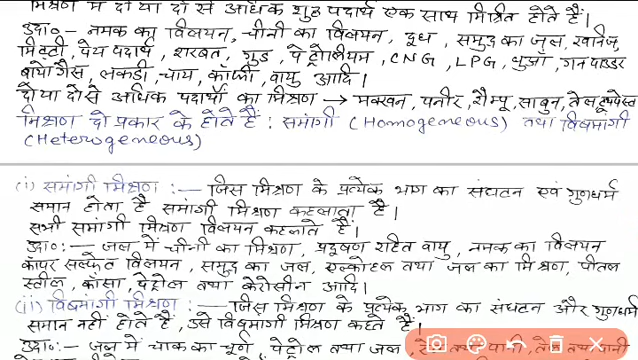 मिश्रण में दो या दो से अधिक शुद्ध पदार्थ एक साथ मिश्रित होते हैं।
उदा० :- नमक का विलयन, चीनी का विलयन, दूध, समुद्र का जल, खनिज,
मिट्टी, पेय पदार्थ, शरबत, गुड़, पेट्रोलियम, CNG, LPG, धुआं, गन पाउडर
बायो गैस, लकड़ी, चाय, कॉफी, वायु आदि।
दो या दो से अधिक पदार्थों का मिश्रण → मक्खन, पनीर, शैम्पू, साबुन, तेल टूथपेस्ट
मिश्रण दो प्रकार के होते हैं : समांगी (Homogeneous) तथा विषमांगी
(Heterogeneous)
(i) समांगी मिश्रण :— जिस मिश्रण के प्रत्येक भाग का संघटन एवं गुणधर्म
समान होता है समांगी मिश्रण कहलाता है।
सभी समांगी मिश्रण विलयन कहलाते हैं।
उदा० :— जल में चीनी का मिश्रण, प्रदूषण रहित वायु, नमक का विलयन
कॉपर सल्फेट विलयन, समुद्र का जल, एल्कोहल तथा जल का मिश्रण, पीतल
स्टील, काँसा, पेट्रोल तथा केरोसीन आदि।
(ii) विषमांगी मिश्रण :— जिस मिश्रण के प्रत्येक भाग का संघटन और गुणधर्म
समान नहीं होते हैं, उसे विषमांगी मिश्रण कहते हैं।
उदा० :— जल में चाक का चूर्ण, पेट्रोल तथा जल,